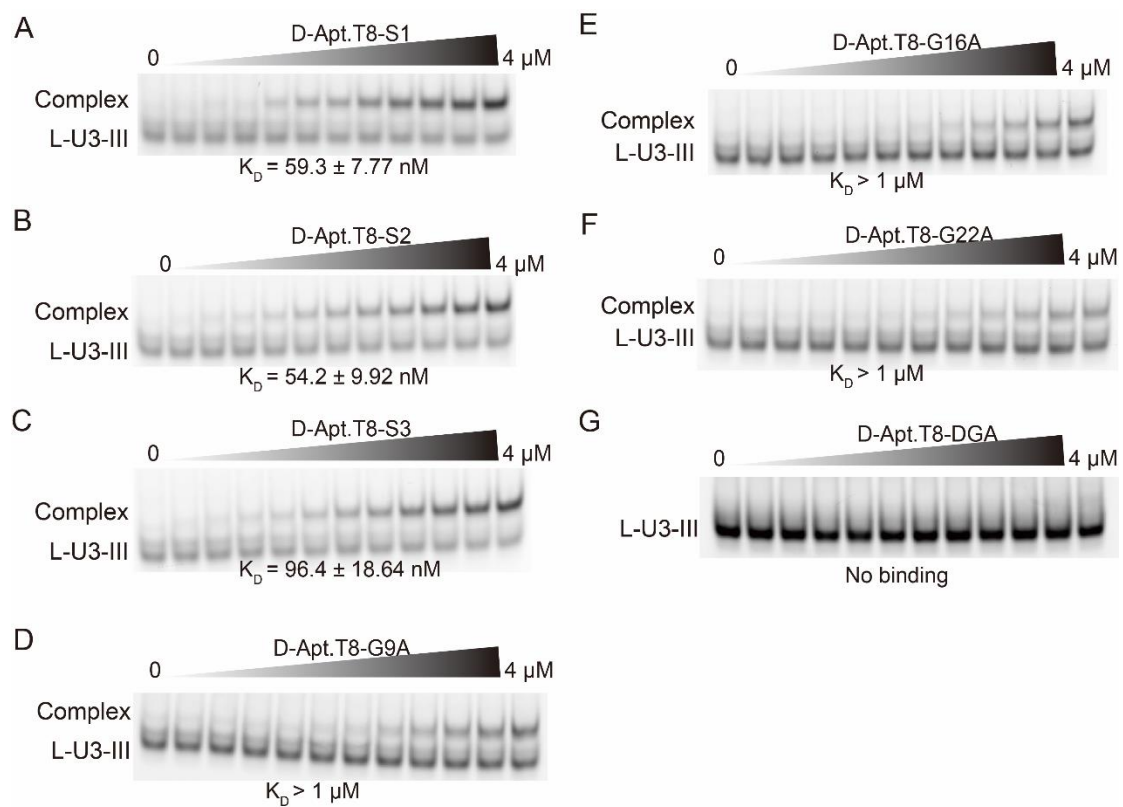 A
D-Apt.T8-S1
0
4 µM
Complex
L-U3-III
K_D = 59.3 ± 7.77 nM
B
D-Apt.T8-S2
0
4 µM
Complex
L-U3-III
K_D = 54.2 ± 9.92 nM
C
D-Apt.T8-S3
0
4 µM
Complex
L-U3-III
K_D = 96.4 ± 18.64 nM
D
D-Apt.T8-G9A
0
4 µM
Complex
L-U3-III
K_D > 1 µM
E
D-Apt.T8-G16A
0
4 µM
Complex
L-U3-III
K_D > 1 µM
F
D-Apt.T8-G22A
0
4 µM
Complex
L-U3-III
K_D > 1 µM
G
D-Apt.T8-DGA
0
4 µM
L-U3-III
No binding